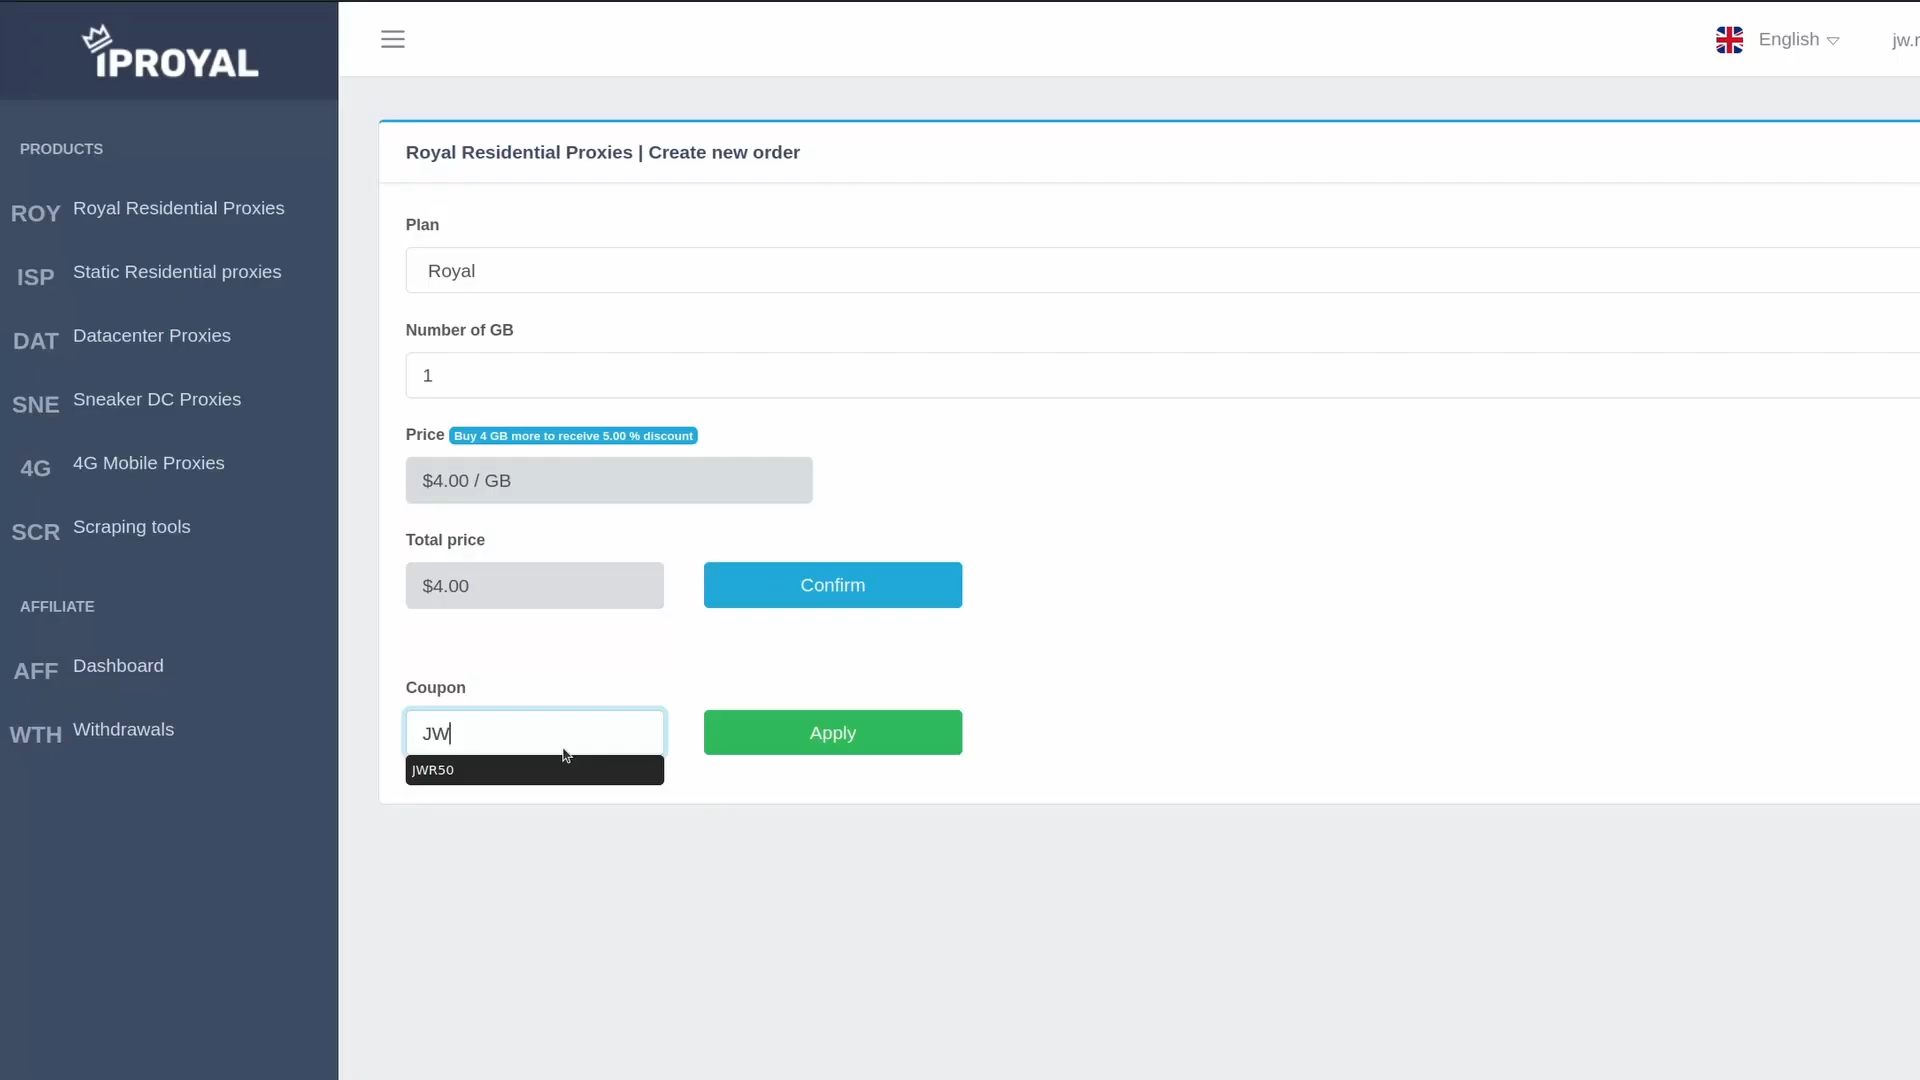 IPROYAL
English
PRODUCTS
ROY Royal Residential Proxies
ISP Static Residential proxies
DAT Datacenter Proxies
SNE Sneaker DC Proxies
4G 4G Mobile Proxies
SCR Scraping tools
AFFILIATE
AFF Dashboard
WTH Withdrawals
Royal Residential Proxies | Create new order
Plan
Royal
Number of GB
1
Price Buy 4 GB more to receive 5.00 % discount
$4.00 / GB
Total price
$4.00 Confirm
Coupon
JW Apply
JWR50